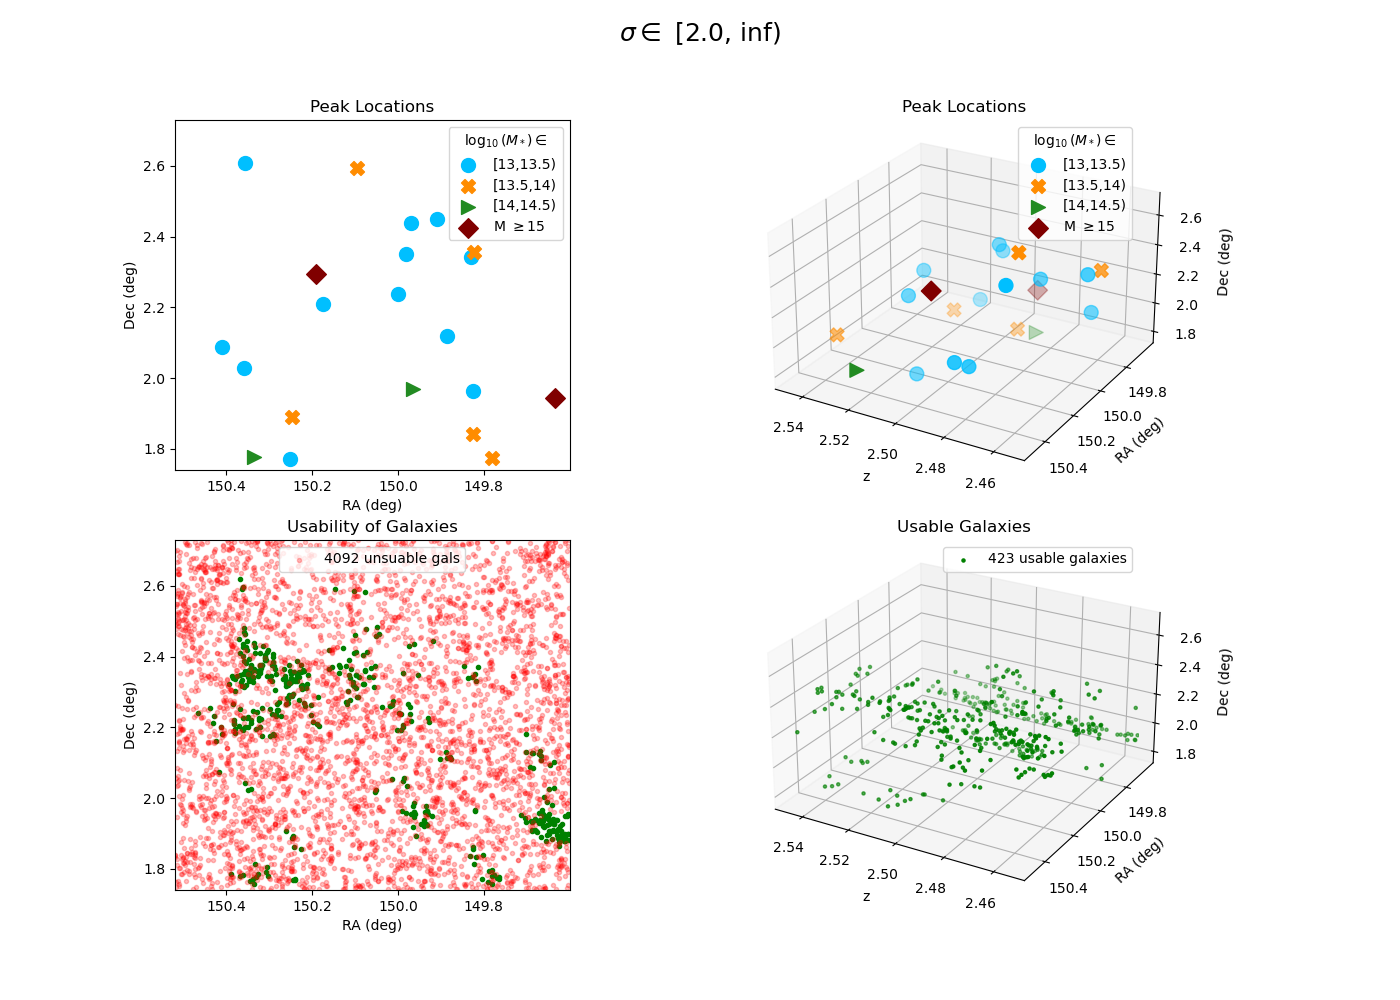 σ ∈ [2.0, inf)
Peak Locations
log₁₀(M*) ∈
[13,13.5)
[13.5,14)
[14,14.5)
M ≥15
2.6
2.4
2.2
2.0
1.8
Dec (deg)
150.4 150.2 150.0 149.8
RA (deg)
Peak Locations
log₁₀(M*) ∈
[13,13.5)
[13.5,14)
[14,14.5)
M ≥15
2.6
2.4
2.2
2.0
1.8
Dec (deg)
149.8
150.0
150.2
150.4
RA (deg)
2.54
2.52
2.50
2.48
2.46
z
Usability of Galaxies
4092 unsuable gals
2.6
2.4
2.2
2.0
1.8
Dec (deg)
150.4 150.2 150.0 149.8
RA (deg)
Usable Galaxies
423 usable galaxies
2.6
2.4
2.2
2.0
1.8
Dec (deg)
149.8
150.0
150.2
150.4
RA (deg)
2.54
2.52
2.50
2.48
2.46
z